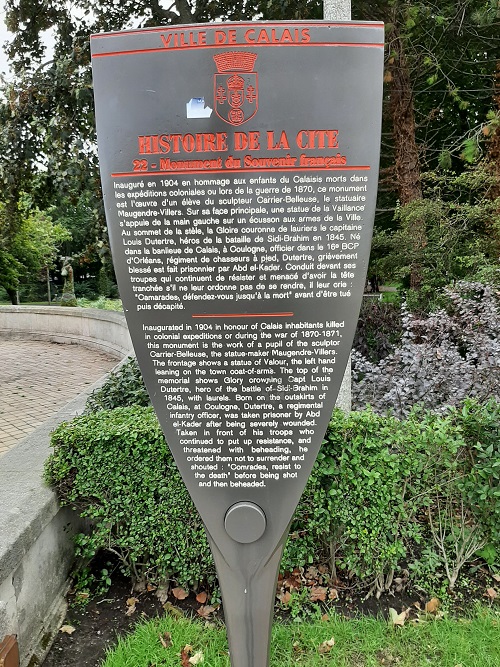 VILLE DE CALAIS
HISTOIRE DE LA CITE
22 - Monument du Souvenir français
Inauguré en 1904 en hommage aux enfants du Calaisis morts dans
les expéditions coloniales ou lors de la guerre de 1870, ce monument
est l'œuvre d'un élève du sculpteur Carrier-Belleuse, le statuaire
Maugendre-Villers. Sur sa face principale, une statue de la Vaillance
s'appuie de la main gauche sur un écusson aux armes de la Ville.
Au sommet de la stèle, la Gloire couronne de lauriers le capitaine
Louis Dutertre, héros de la bataille de Sidi-Brahim en 1845. Né
dans la banlieue de Calais, à Coulogne, officier dans le 16e BCP
d'Orléans, régiment de chasseurs à pied, Dutertre, grièvement
blessé est fait prisonnier par Abd el-Kader. Conduit devant ses
troupes qui continuent de résister et menacé d'avoir la tête
tranchée s'il ne leur ordonne pas de se rendre, il leur crie :
"Camarades, défendez-vous jusqu'à la mort" avant d'être tué
puis décapité.
Inaugurated in 1904 in honour of Calais inhabitants killed
in colonial expeditions or during the war of 1870-1871,
this monument is the work of a pupil of the sculptor
Carrier-Belleuse, the statue-maker Maugendre-Villers.
The frontage shows a statue of Valour, the left hand
leaning on the town coat-of-arms. The top of the
memorial shows Glory crowning Capt Louis
Dutertre, hero of the battle of Sidi-Brahim in
1845, with laurels. Born on the outskirts of
Calais, at Coulogne, Dutertre, a regimental
infantry officer, was taken prisoner by Abd
el-Kader after being severely wounded.
Taken in front of his troops who
continued to put up resistance, and
threatened with beheading, he
ordered them not to surrender and
shouted : "Comrades, resist to
the death" before being shot
and then beheaded.